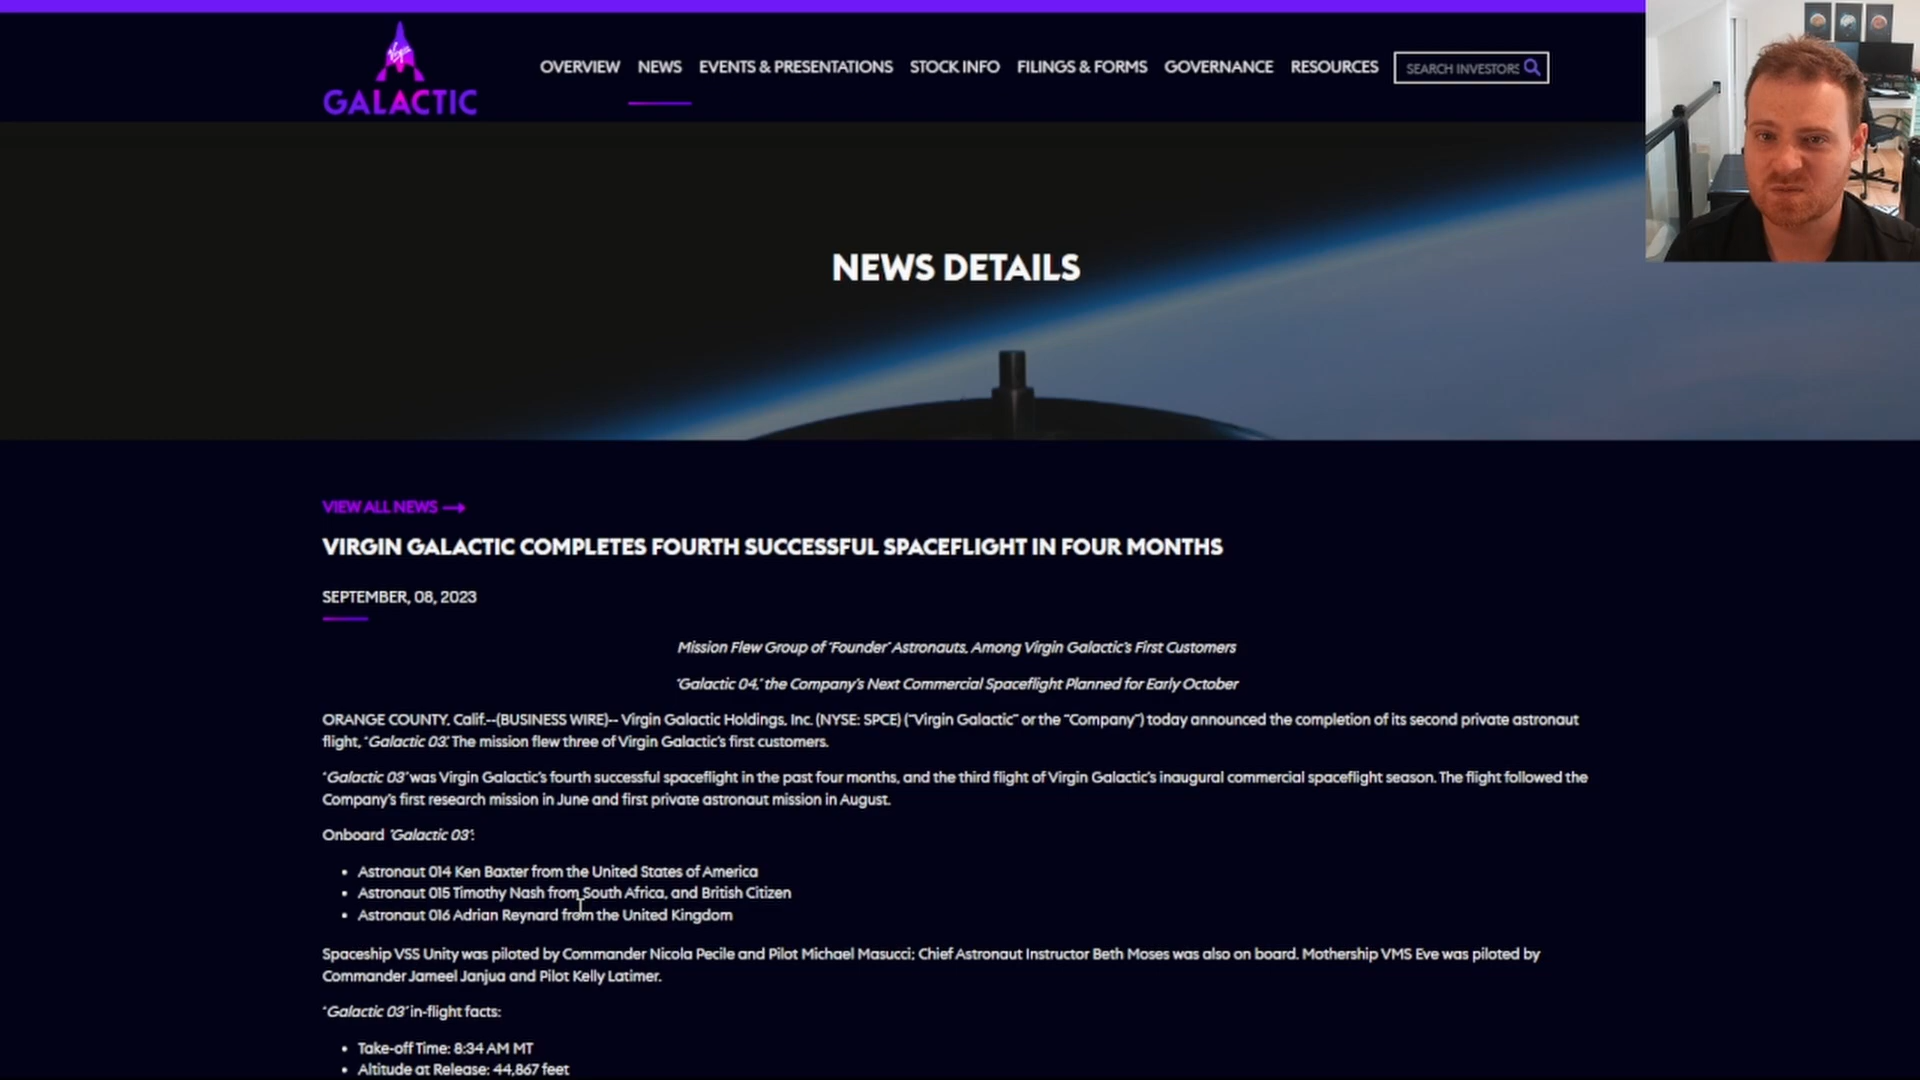 Virgin
GALACTIC
OVERVIEW NEWS EVENTS & PRESENTATIONS STOCK INFO FILINGS & FORMS GOVERNANCE RESOURCES SEARCH INVESTORS
NEWS DETAILS
VIEW ALL NEWS →
VIRGIN GALACTIC COMPLETES FOURTH SUCCESSFUL SPACEFLIGHT IN FOUR MONTHS
SEPTEMBER, 08, 2023
Mission Flew Group of "Founder" Astronauts, Among Virgin Galactic's First Customers
'Galactic 04,' the Company's Next Commercial Spaceflight Planned for Early October
ORANGE COUNTY, Calif.--(BUSINESS WIRE)-- Virgin Galactic Holdings, Inc. (NYSE: SPCE) ("Virgin Galactic" or the "Company") today announced the completion of its second private astronaut
flight, 'Galactic 03.' The mission flew three of Virgin Galactic's first customers.
'Galactic 03' was Virgin Galactic's fourth successful spaceflight in the past four months, and the third flight of Virgin Galactic's inaugural commercial spaceflight season. The flight followed the
Company's first research mission in June and first private astronaut mission in August.
Onboard 'Galactic 03':
• Astronaut 014 Ken Baxter from the United States of America
• Astronaut 015 Timothy Nash from South Africa, and British Citizen
• Astronaut 016 Adrian Reynard from the United Kingdom
Spaceship VSS Unity was piloted by Commander Nicola Pecile and Pilot Michael Masucci; Chief Astronaut Instructor Beth Moses was also on board. Mothership VMS Eve was piloted by
Commander Jameel Janjua and Pilot Kelly Latimer.
'Galactic 03' in-flight facts:
• Take-off Time: 8:34 AM MT
• Altitude at Release: 44,867 feet